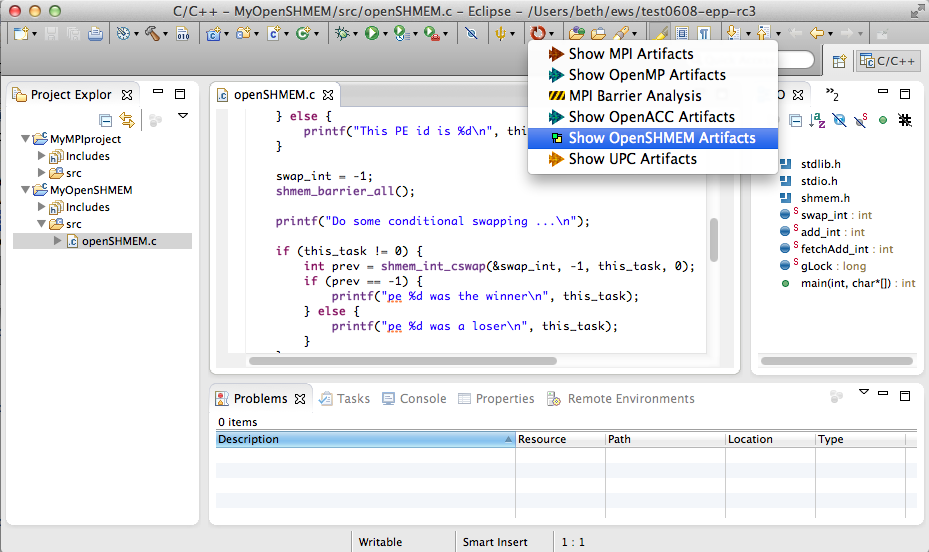 C/C++ - MyOpenSHMEM/src/openSHMEM.c - Eclipse - /Users/beth/ews/test0608-epp-rc3
C/C++
Show MPI Artifacts
Show OpenMP Artifacts
MPI Barrier Analysis
Show OpenACC Artifacts
Show OpenSHMEM Artifacts
Show UPC Artifacts
Project Explor
MyMPIproject
Includes
src
MyOpenSHMEM
Includes
src
openSHMEM.c
openSHMEM.c
} else {
printf("This PE id is %d\n", thi
}
swap_int = -1;
shmem_barrier_all();
printf("Do some conditional swapping ...\n");
if (this_task != 0) {
int prev = shmem_int_cswap(&swap_int, -1, this_task, 0);
if (prev == -1) {
printf("pe %d was the winner\n", this_task);
} else {
printf("pe %d was a loser\n", this_task);
}
O
»2
stdlib.h
stdio.h
shmem.h
swap_int : int
add_int : int
fetchAdd_int : int
gLock : long
main(int, char*[]) : int
Problems
Tasks
Console
Properties
Remote Environments
0 items
Description Resource Path Location Type
Writable Smart Insert 1 : 1